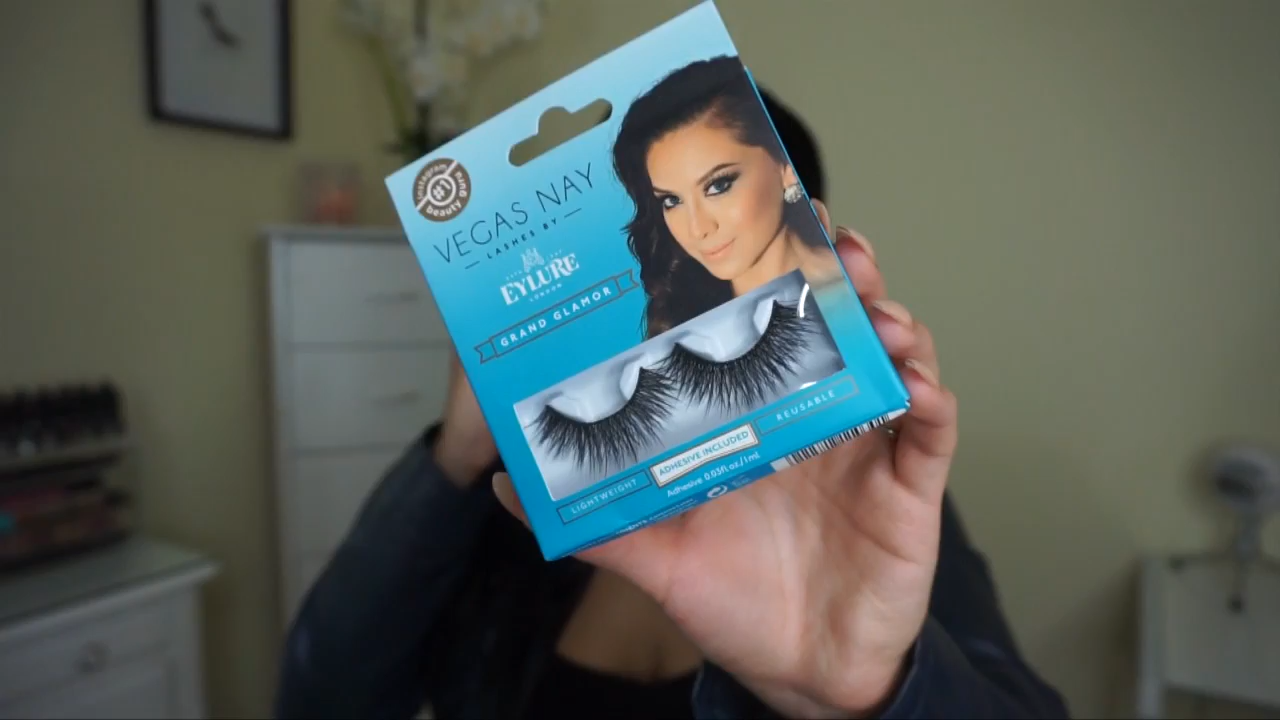 instagram
#1
beauty guru
VEGAS NAY
— LASHES BY —
EYLURE
LONDON
GRAND GLAMOR
LIGHTWEIGHT
ADHESIVE INCLUDED
REUSABLE
Adhesive 0.03fl oz/1ml